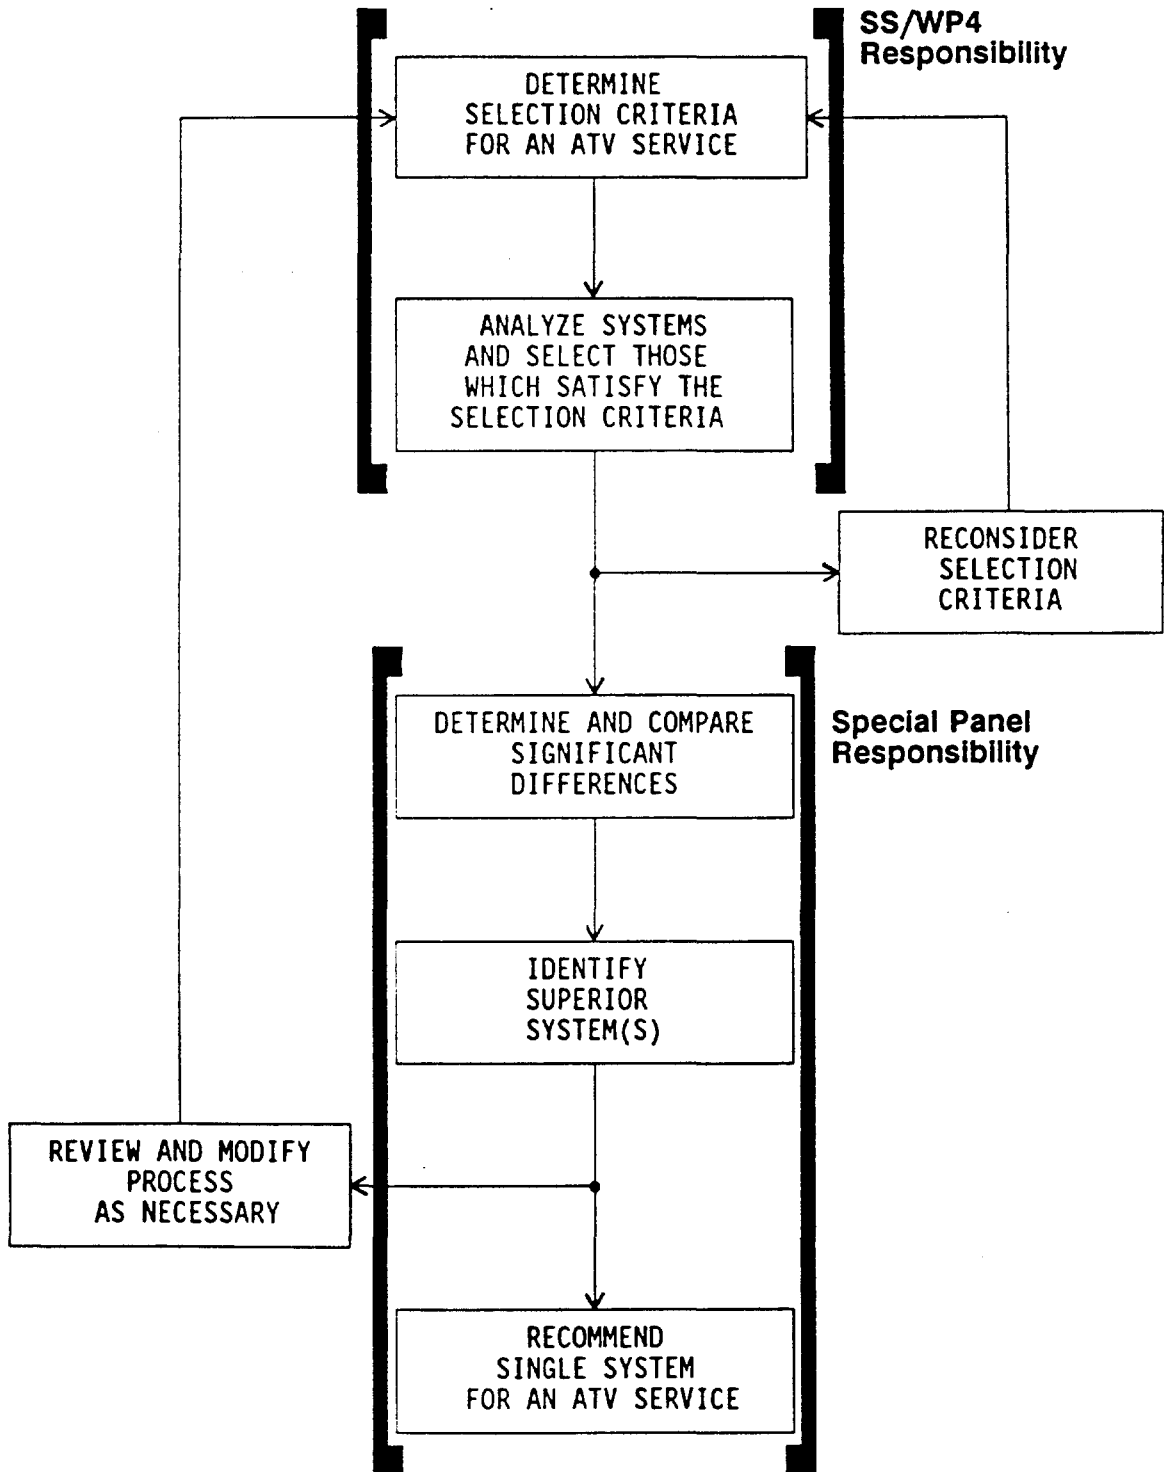 SS/WP4
Responsibility
DETERMINE
SELECTION CRITERIA
FOR AN ATV SERVICE
ANALYZE SYSTEMS
AND SELECT THOSE
WHICH SATISFY THE
SELECTION CRITERIA
RECONSIDER
SELECTION
CRITERIA
Special Panel
Responsibility
DETERMINE AND COMPARE
SIGNIFICANT
DIFFERENCES
IDENTIFY
SUPERIOR
SYSTEM(S)
REVIEW AND MODIFY
PROCESS
AS NECESSARY
RECOMMEND
SINGLE SYSTEM
FOR AN ATV SERVICE